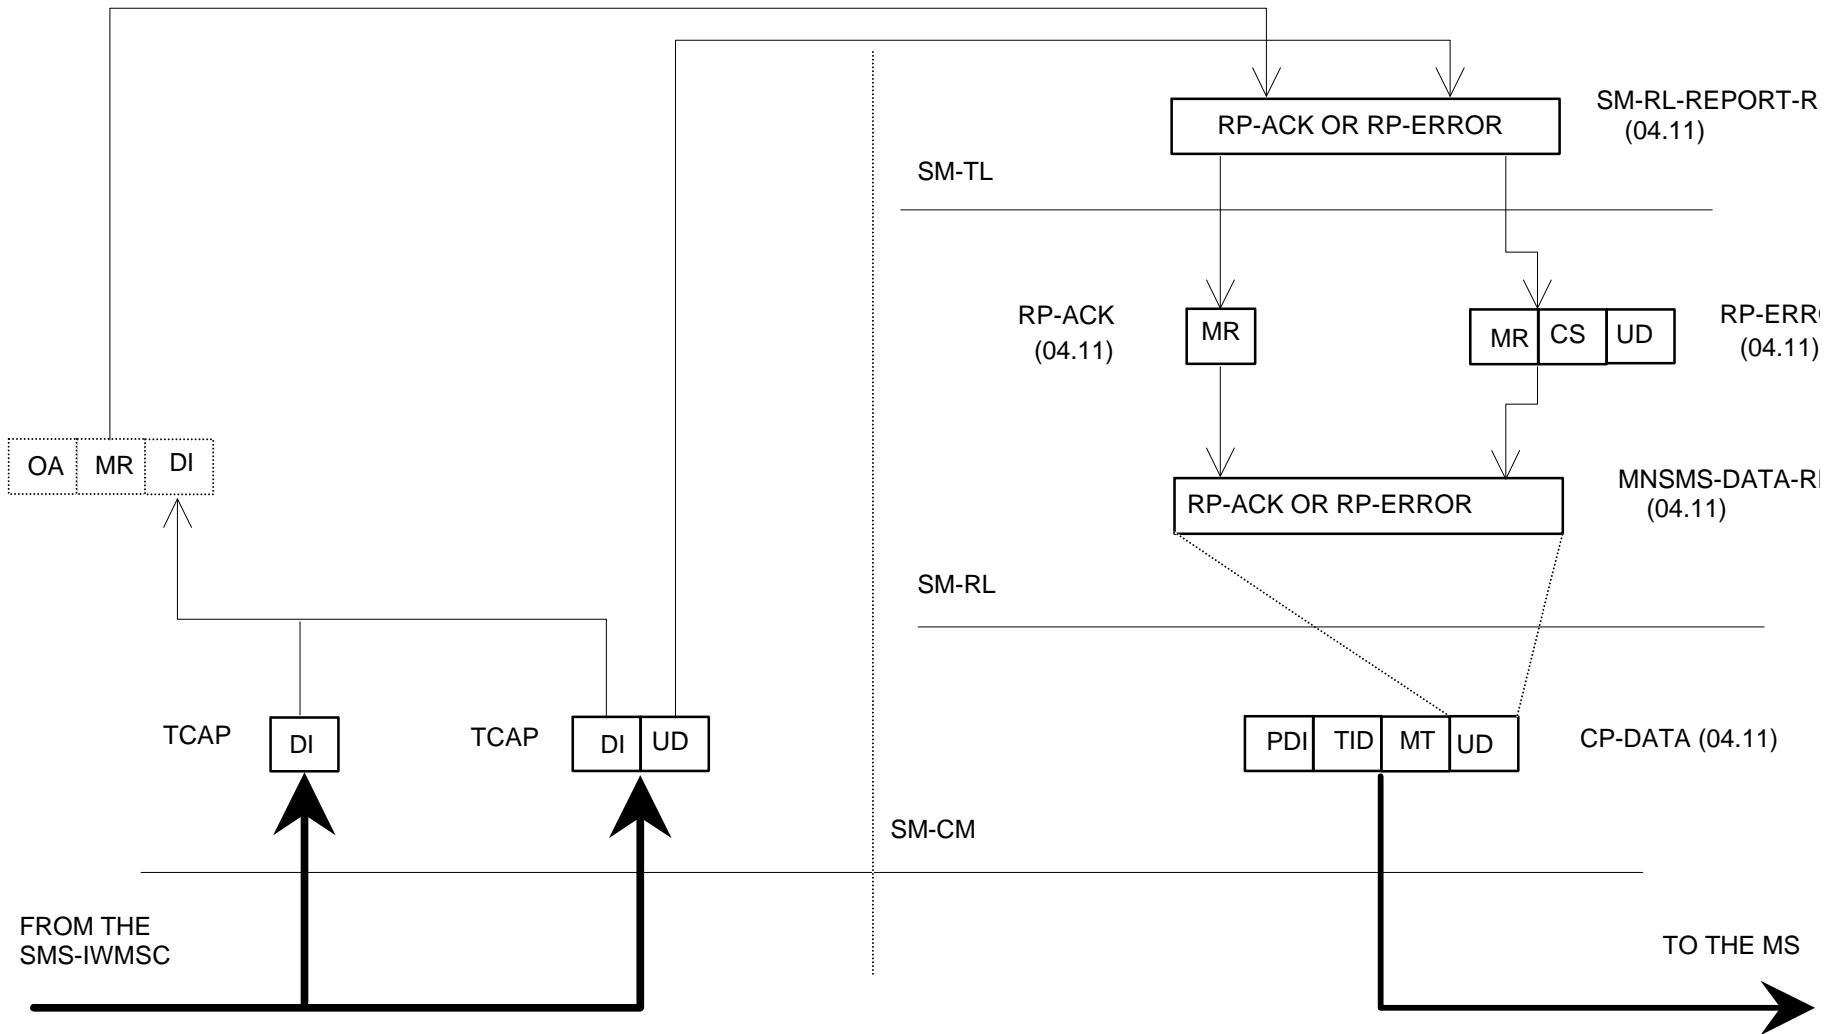 SM-RL-REPORT-R
(04.11)
RP-ACK OR RP-ERROR
SM-TL
RP-ACK
(04.11)
MR
MR CS UD
RP-ERR
(04.11)
OA MR DI
RP-ACK OR RP-ERROR
MNSMS-DATA-R
(04.11)
SM-RL
TCAP DI
TCAP DI UD
PDI TID MT UD
CP-DATA (04.11)
SM-CM
FROM THE
SMS-IWMSC
TO THE MS